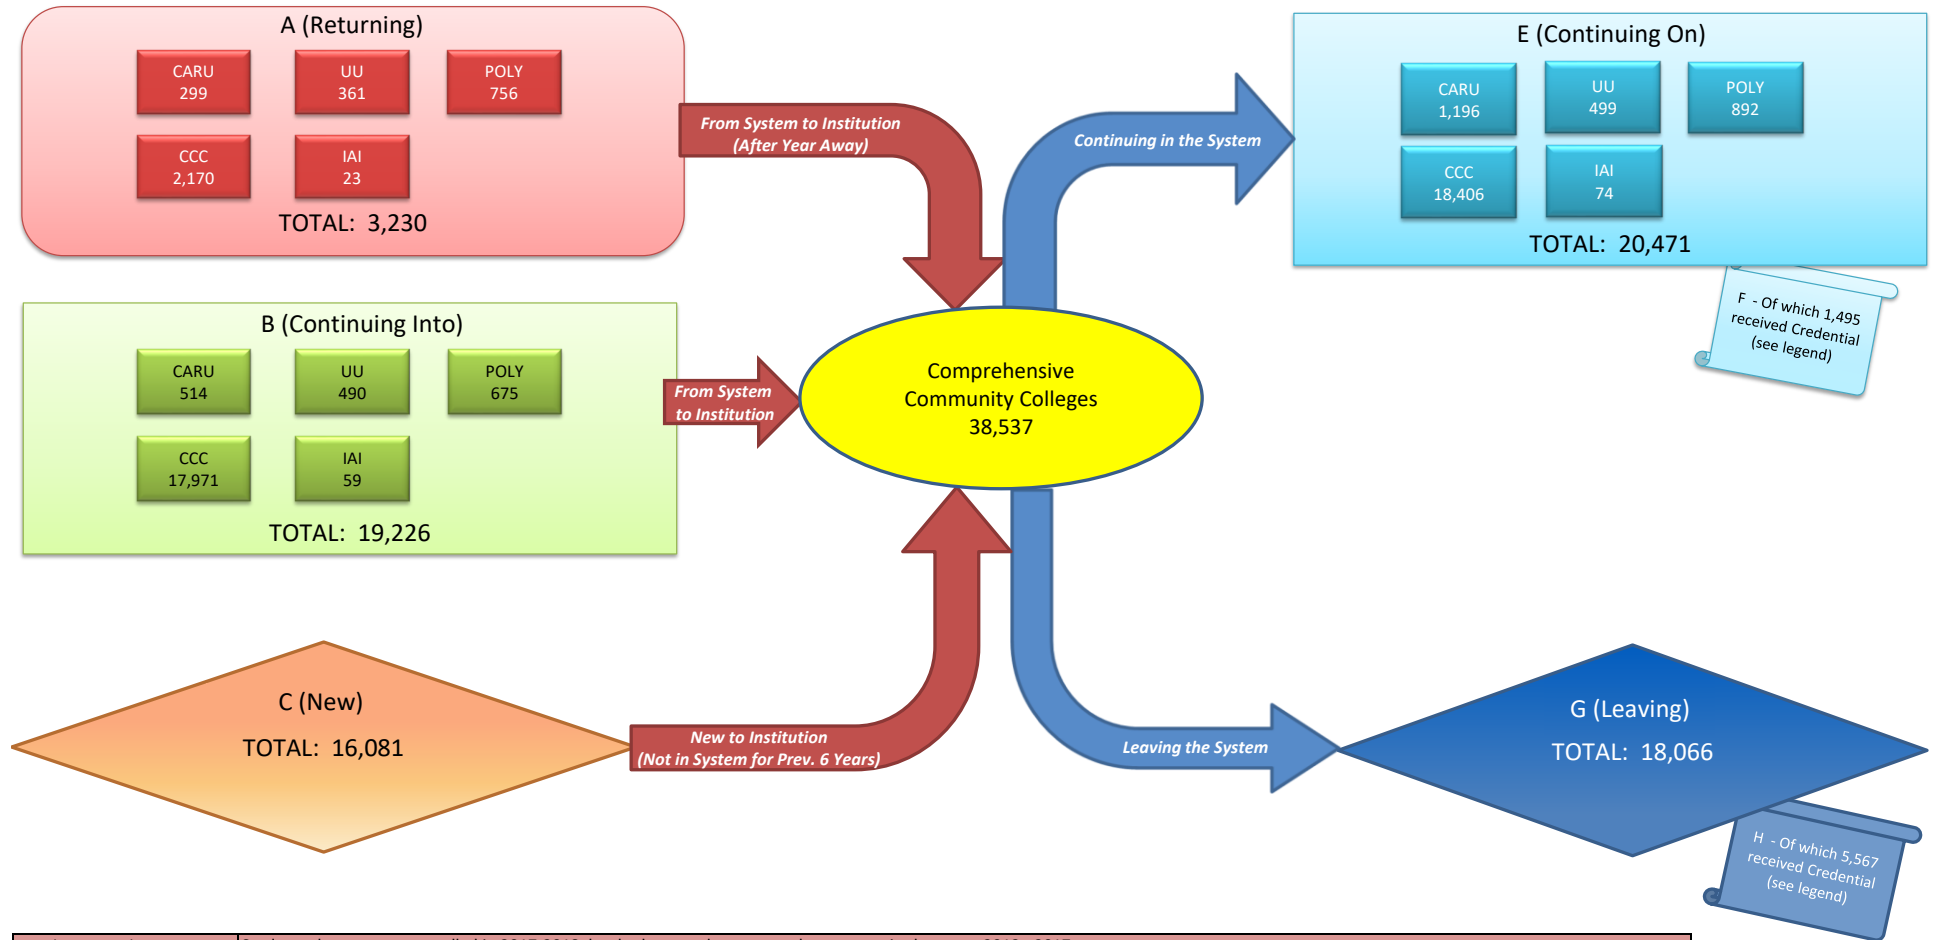 A (Returning)
CARU
299
UU
361
POLY
756
CCC
2,170
IAI
23
TOTAL: 3,230
From System to Institution
(After Year Away)
B (Continuing Into)
CARU
514
UU
490
POLY
675
CCC
17,971
IAI
59
TOTAL: 19,226
From System
to Institution
C (New)
TOTAL: 16,081
New to Institution
(Not in System for Prev. 6 Years)
Comprehensive
Community Colleges
38,537
Continuing in the System
E (Continuing On)
CARU
1,196
UU
499
POLY
892
CCC
18,406
IAI
74
TOTAL: 20,471
F - Of which 1,495
received Credential
(see legend)
Leaving the System
G (Leaving)
TOTAL: 18,066
H - Of which 5,567
received Credential
(see legend)